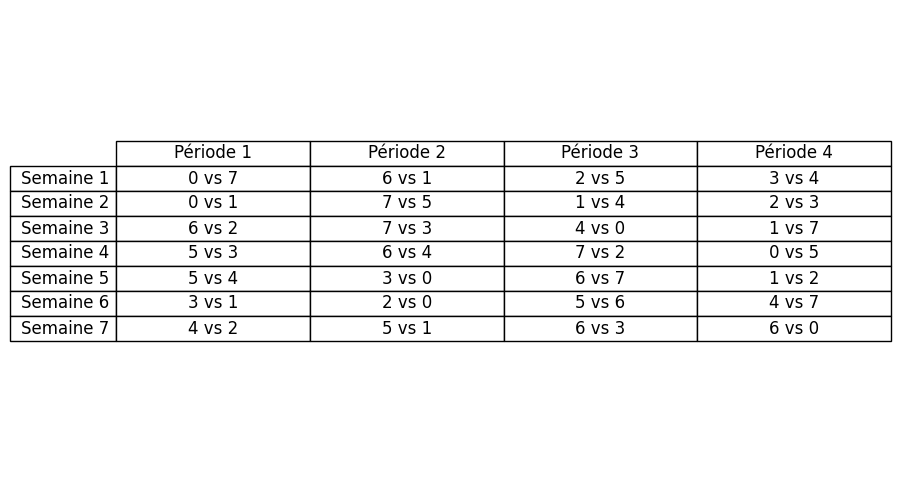 Période 1 Période 2 Période 3 Période 4
Semaine 1 0 vs 7 6 vs 1 2 vs 5 3 vs 4
Semaine 2 0 vs 1 7 vs 5 1 vs 4 2 vs 3
Semaine 3 6 vs 2 7 vs 3 4 vs 0 1 vs 7
Semaine 4 5 vs 3 6 vs 4 7 vs 2 0 vs 5
Semaine 5 5 vs 4 3 vs 0 6 vs 7 1 vs 2
Semaine 6 3 vs 1 2 vs 0 5 vs 6 4 vs 7
Semaine 7 4 vs 2 5 vs 1 6 vs 3 6 vs 0